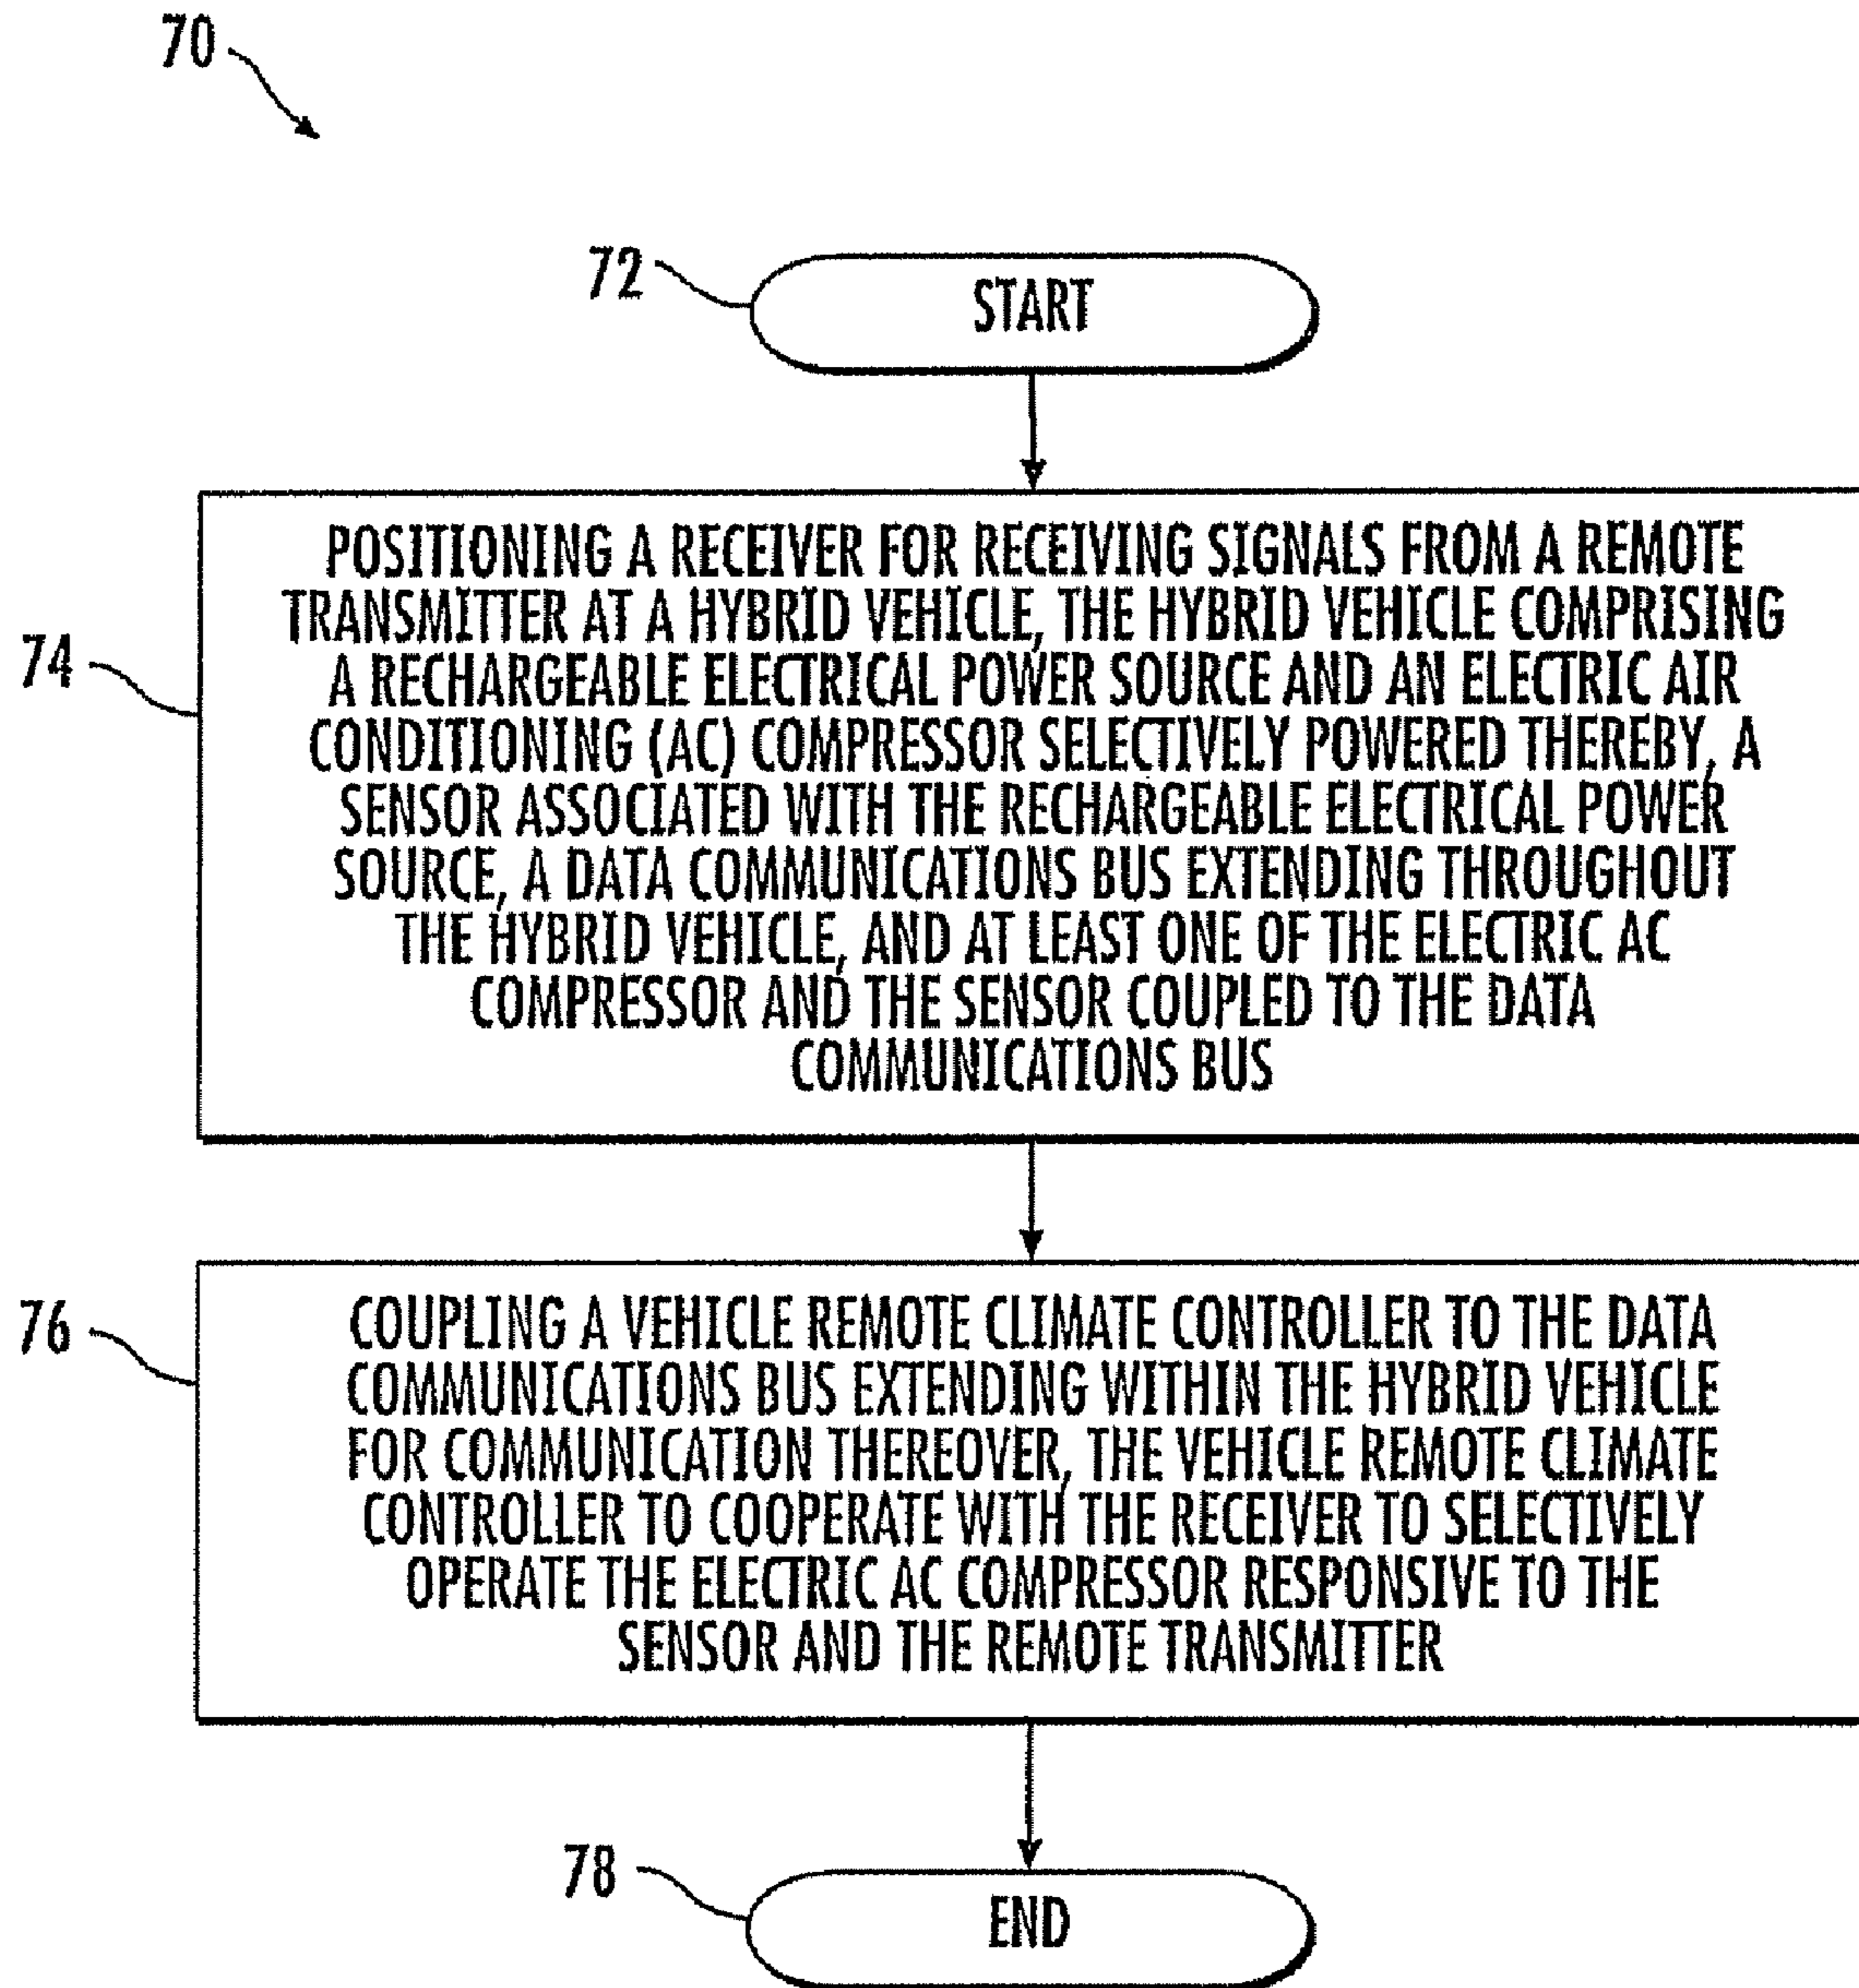 70
72
START
74
POSITIONING A RECEIVER FOR RECEIVING SIGNALS FROM A REMOTE
TRANSMITTER AT A HYBRID VEHICLE, THE HYBRID VEHICLE COMPRISING
A RECHARGEABLE ELECTRICAL POWER SOURCE AND AN ELECTRIC AIR
CONDITIONING (AC) COMPRESSOR SELECTIVELY POWERED THEREBY, A
SENSOR ASSOCIATED WITH THE RECHARGEABLE ELECTRICAL POWER
SOURCE, A DATA COMMUNICATIONS BUS EXTENDING THROUGHOUT
THE HYBRID VEHICLE, AND AT LEAST ONE OF THE ELECTRIC AC
COMPRESSOR AND THE SENSOR COUPLED TO THE DATA
COMMUNICATIONS BUS
76
COUPLING A VEHICLE REMOTE CLIMATE CONTROLLER TO THE DATA
COMMUNICATIONS BUS EXTENDING WITHIN THE HYBRID VEHICLE
FOR COMMUNICATION THEREOVER, THE VEHICLE REMOTE CLIMATE
CONTROLLER TO COOPERATE WITH THE RECEIVER TO SELECTIVELY
OPERATE THE ELECTRIC AC COMPRESSOR RESPONSIVE TO THE
SENSOR AND THE REMOTE TRANSMITTER
78
END